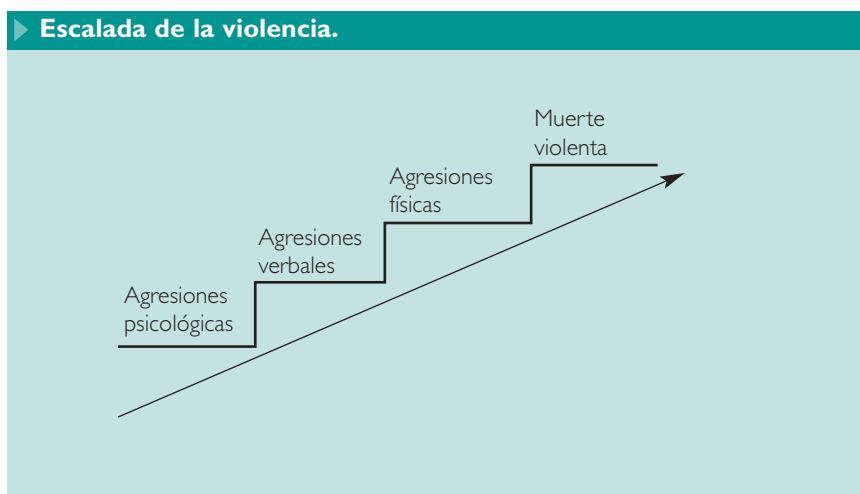 Escalada de la violencia.
Muerte
violenta
Agresiones
físicas
Agresiones
verbales
Agresiones
psicológicas